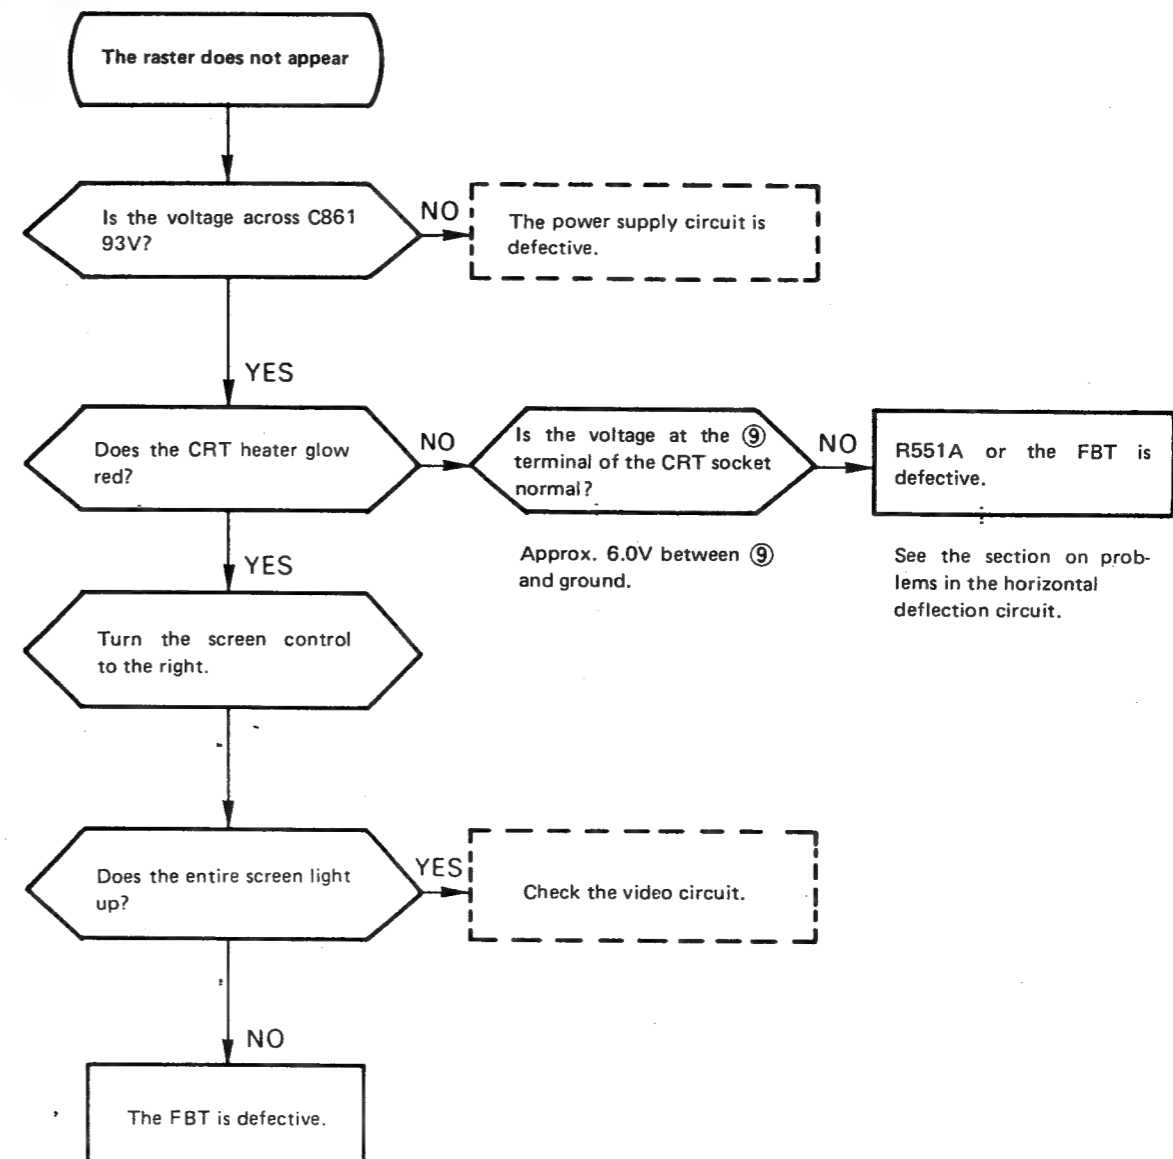 The raster does not appear
Is the voltage across C861
93V?
NO
The power supply circuit is
defective.
YES
Does the CRT heater glow
red?
NO
Is the voltage at the ⑨
terminal of the CRT socket
normal?
NO
R551A or the FBT is
defective.
Approx. 6.0V between ⑨
and ground.
See the section on prob-
lems in the horizontal
deflection circuit.
YES
Turn the screen control
to the right.
Does the entire screen light
up?
YES
Check the video circuit.
NO
The FBT is defective.